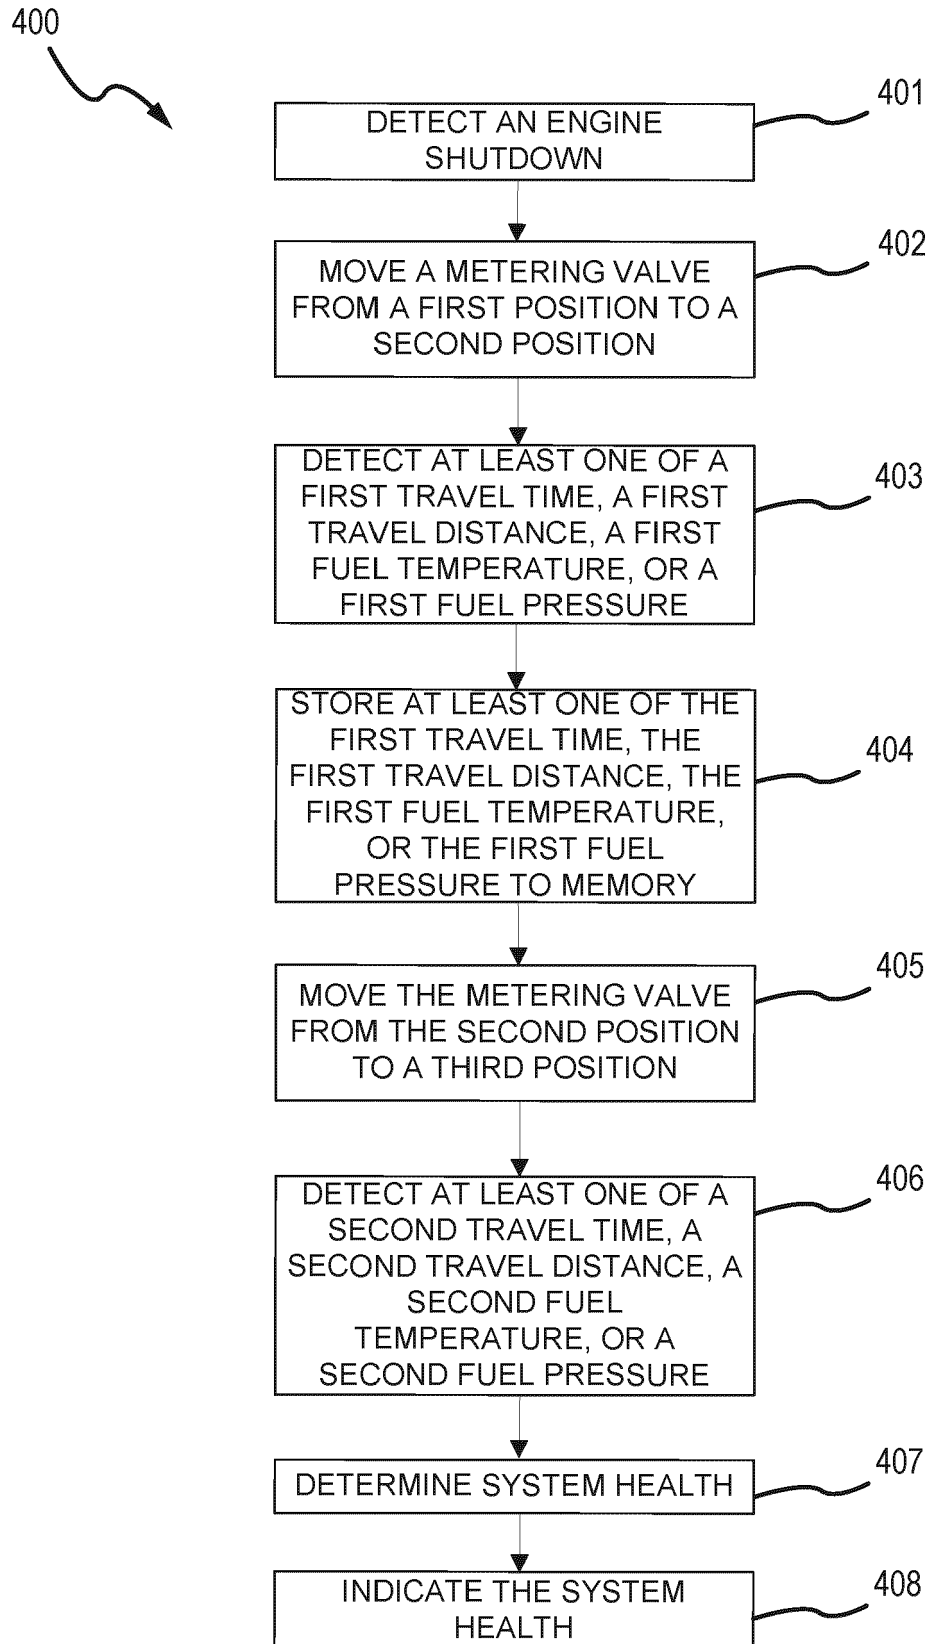 400
401
DETECT AN ENGINE
SHUTDOWN
402
MOVE A METERING VALVE
FROM A FIRST POSITION TO A
SECOND POSITION
403
DETECT AT LEAST ONE OF A
FIRST TRAVEL TIME, A FIRST
TRAVEL DISTANCE, A FIRST
FUEL TEMPERATURE, OR A
FIRST FUEL PRESSURE
404
STORE AT LEAST ONE OF THE
FIRST TRAVEL TIME, THE
FIRST TRAVEL DISTANCE, THE
FIRST FUEL TEMPERATURE,
OR THE FIRST FUEL
PRESSURE TO MEMORY
405
MOVE THE METERING VALVE
FROM THE SECOND POSITION
TO A THIRD POSITION
406
DETECT AT LEAST ONE OF A
SECOND TRAVEL TIME, A
SECOND TRAVEL DISTANCE, A
SECOND FUEL
TEMPERATURE, OR A
SECOND FUEL PRESSURE
407
DETERMINE SYSTEM HEALTH
408
INDICATE THE SYSTEM
HEALTH